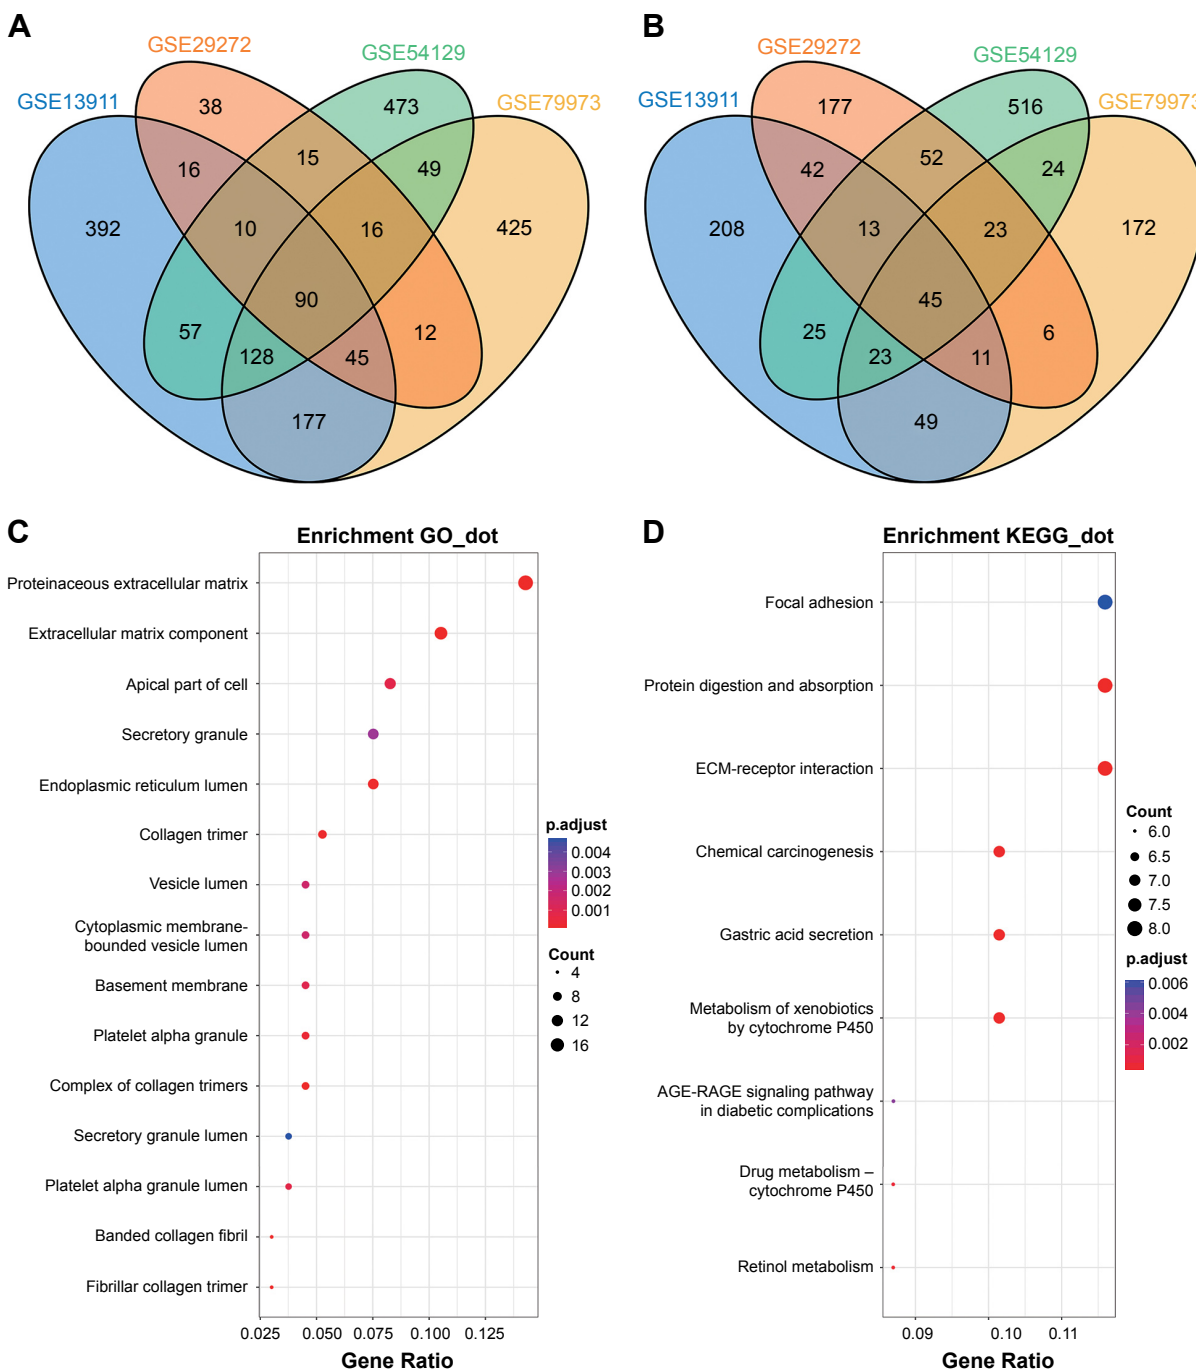 A
GSE13911
GSE29272
GSE54129
GSE79973
38
473
16
15
49
392
10
16
425
90
57
12
128
45
177
B
GSE13911
GSE29272
GSE54129
GSE79973
177
516
42
52
24
208
13
23
172
45
25
6
23
11
49
C
Enrichment GO_dot
Proteinaceous extracellular matrix
Extracellular matrix component
Apical part of cell
Secretory granule
Endoplasmic reticulum lumen
Collagen trimer
Vesicle lumen
Cytoplasmic membrane-
bounded vesicle lumen
Basement membrane
Platelet alpha granule
Complex of collagen trimers
Secretory granule lumen
Platelet alpha granule lumen
Banded collagen fibril
Fibrillar collagen trimer
0.025 0.050 0.075 0.100 0.125
Gene Ratio
p.adjust
0.004
0.003
0.002
0.001
Count
4
8
12
16
D
Enrichment KEGG_dot
Focal adhesion
Protein digestion and absorption
ECM-receptor interaction
Chemical carcinogenesis
Gastric acid secretion
Metabolism of xenobiotics
by cytochrome P450
AGE-RAGE signaling pathway
in diabetic complications
Drug metabolism –
cytochrome P450
Retinol metabolism
0.09 0.10 0.11
Gene Ratio
Count
6.0
6.5
7.0
7.5
8.0
p.adjust
0.006
0.004
0.002